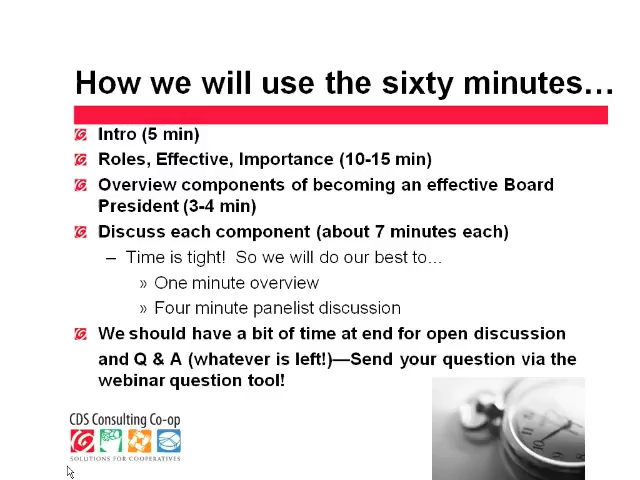 How we will use the sixty minutes…
Intro (5 min)
Roles, Effective, Importance (10-15 min)
Overview components of becoming an effective Board
President (3-4 min)
Discuss each component (about 7 minutes each)
– Time is tight!  So we will do our best to...
» One minute overview
» Four minute panelist discussion
We should have a bit of time at end for open discussion
and Q & A (whatever is left!)—Send your question via the
webinar question tool!
CDS Consulting Co-op
SOLUTIONS FOR COOPERATIVES